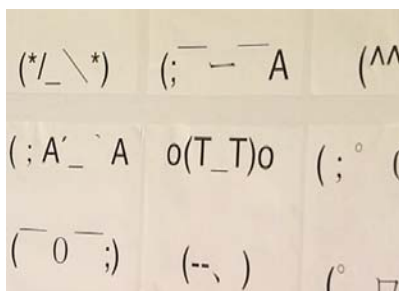 (*/_＼*) (;￣ー￣A (^^
(;A´_｀A o(T_T)o (;° (
(￣0￣;) (--、) (°